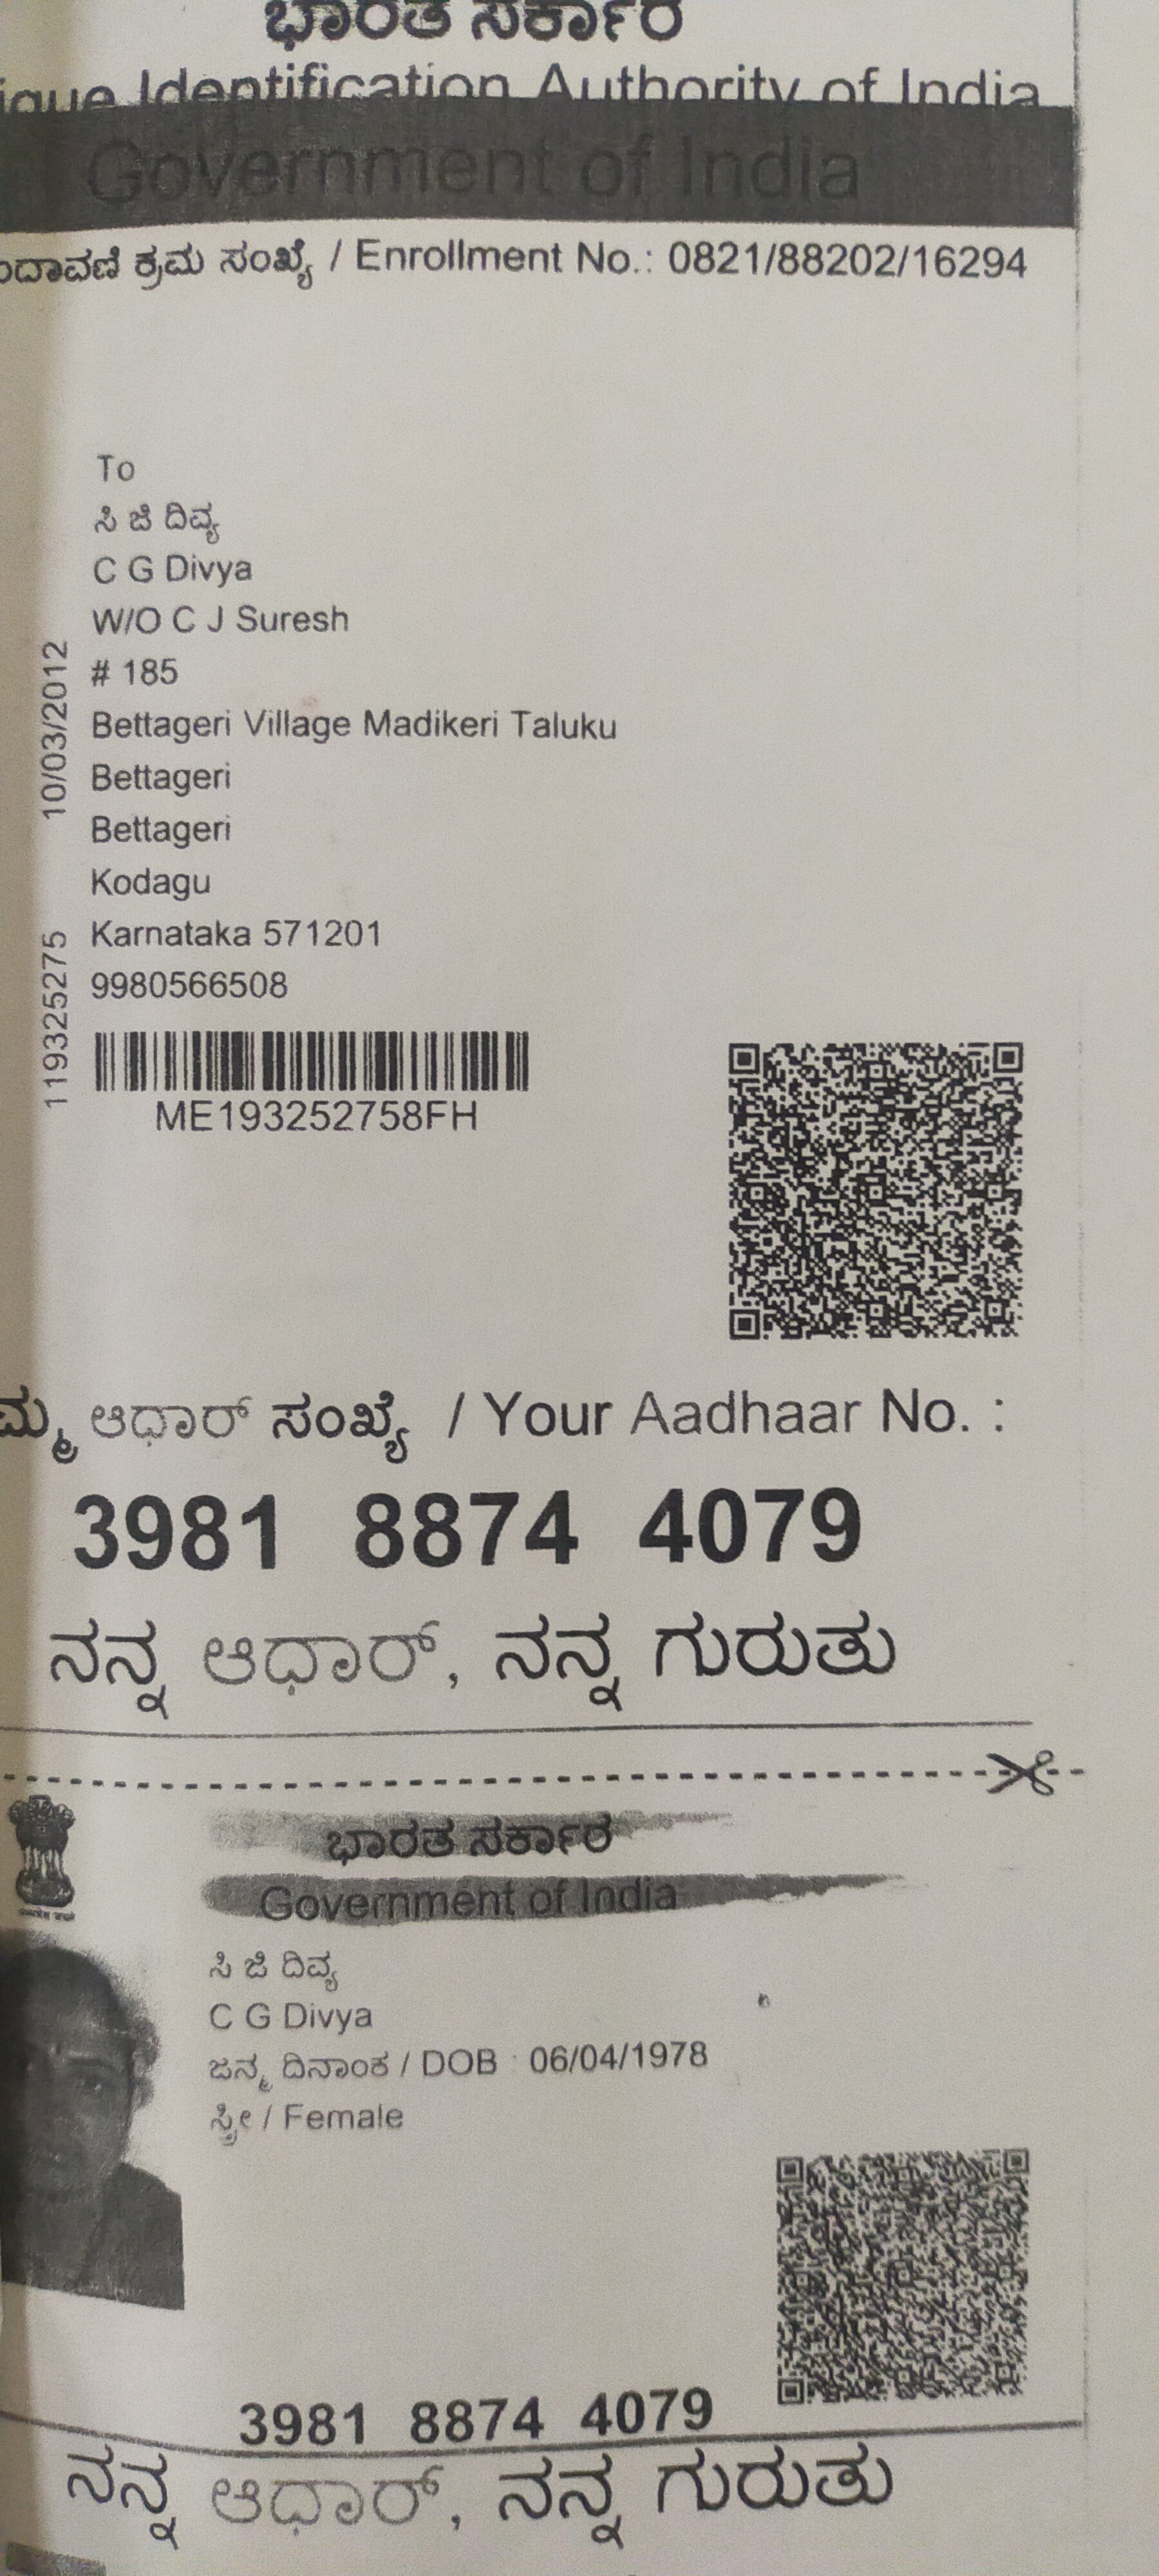 ಭಾರತ ಸರ್ಕಾರ
ique Identification Authority of India
Government of India
ಂದಾವಣಿ ಕ್ರಮ ಸಂಖ್ಯೆ / Enrollment No.: 0821/88202/16294
To
ಸಿ ಜಿ ದಿವ್ಯ
C G Divya
W/O C J Suresh
# 185
Bettageri Village Madikeri Taluku
Bettageri
Bettageri
Kodagu
Karnataka 571201
9980566508
10/03/2012
119325275
ME193252758FH
ಮ್ಮ ಆಧಾರ್ ಸಂಖ್ಯೆ / Your Aadhaar No. :
3981 8874 4079
ನನ್ನ ಆಧಾರ್, ನನ್ನ ಗುರುತು
ಭಾರತ ಸರ್ಕಾರ
Government of India
ಸಿ ಜಿ ದಿವ್ಯ
C G Divya
ಜನ್ಮ ದಿನಾಂಕ / DOB : 06/04/1978
ಸ್ತ್ರೀ / Female
3981 8874 4079
ನನ್ನ ಆಧಾರ್, ನನ್ನ ಗುರುತು